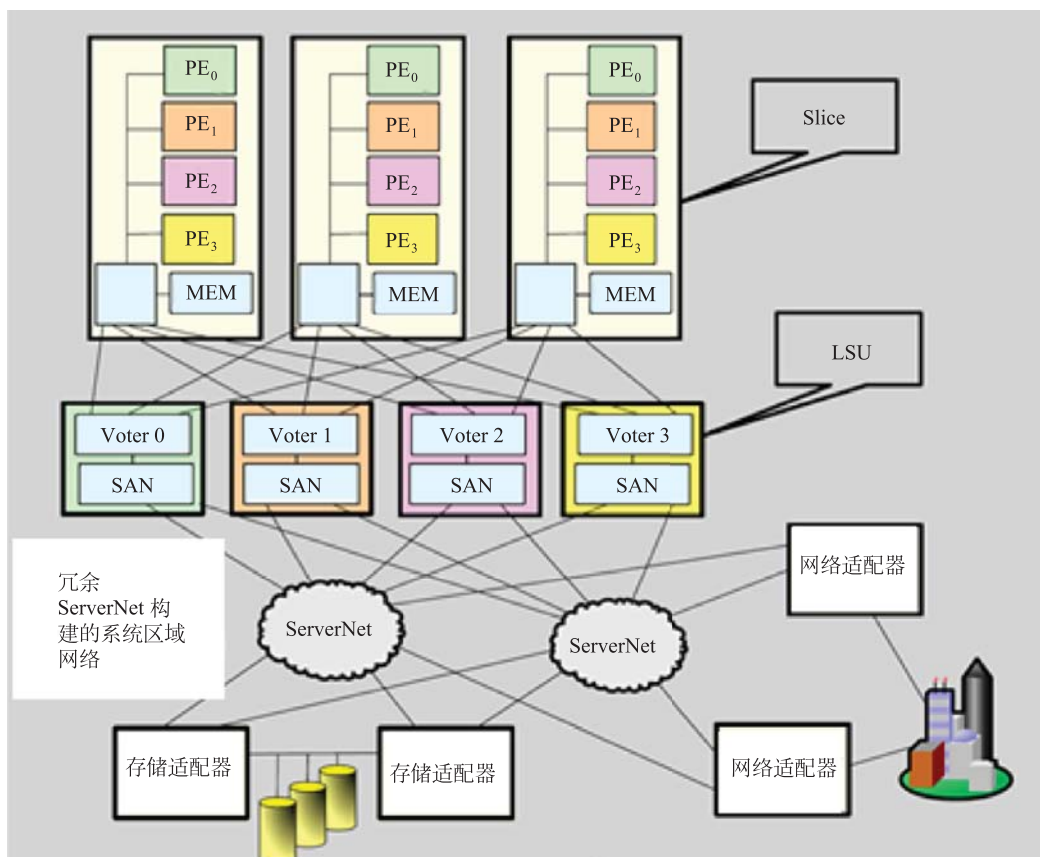 PE₀ PE₀ PE₀
PE₁ PE₁ PE₁
Slice
PE₂ PE₂ PE₂
PE₃ PE₃ PE₃
MEM MEM MEM
LSU
Voter 0 Voter 1 Voter 2 Voter 3
SAN SAN SAN SAN
网络适配器
冗余
ServerNet 构
建的系统区域
网络
ServerNet
ServerNet
存储适配器 存储适配器 网络适配器